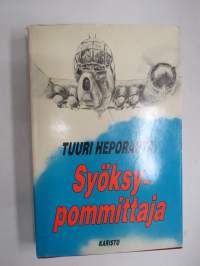 TUURI HEPORAUTA
Syöksy-
pommittaja
KARISTO